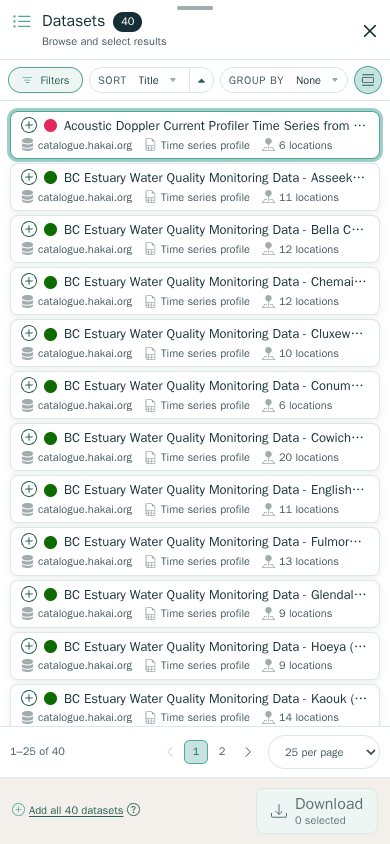 Datasets 40
Browse and select results
Filters SORT Title GROUP BY None
Acoustic Doppler Current Profiler Time Series from ···
catalogue.hakai.org Time series profile 6 locations
BC Estuary Water Quality Monitoring Data - Asseek···
catalogue.hakai.org Time series profile 11 locations
BC Estuary Water Quality Monitoring Data - Bella C···
catalogue.hakai.org Time series profile 12 locations
BC Estuary Water Quality Monitoring Data - Chemai···
catalogue.hakai.org Time series profile 12 locations
BC Estuary Water Quality Monitoring Data - Cluxew···
catalogue.hakai.org Time series profile 10 locations
BC Estuary Water Quality Monitoring Data - Conum···
catalogue.hakai.org Time series profile 6 locations
BC Estuary Water Quality Monitoring Data - Cowich···
catalogue.hakai.org Time series profile 20 locations
BC Estuary Water Quality Monitoring Data - English···
catalogue.hakai.org Time series profile 11 locations
BC Estuary Water Quality Monitoring Data - Fulmor···
catalogue.hakai.org Time series profile 13 locations
BC Estuary Water Quality Monitoring Data - Glendal···
catalogue.hakai.org Time series profile 9 locations
BC Estuary Water Quality Monitoring Data - Hoeya (···
catalogue.hakai.org Time series profile 9 locations
BC Estuary Water Quality Monitoring Data - Kaouk (···
catalogue.hakai.org Time series profile 14 locations
1–25 of 40 1 2 25 per page
Add all 40 datasets ? Download
0 selected